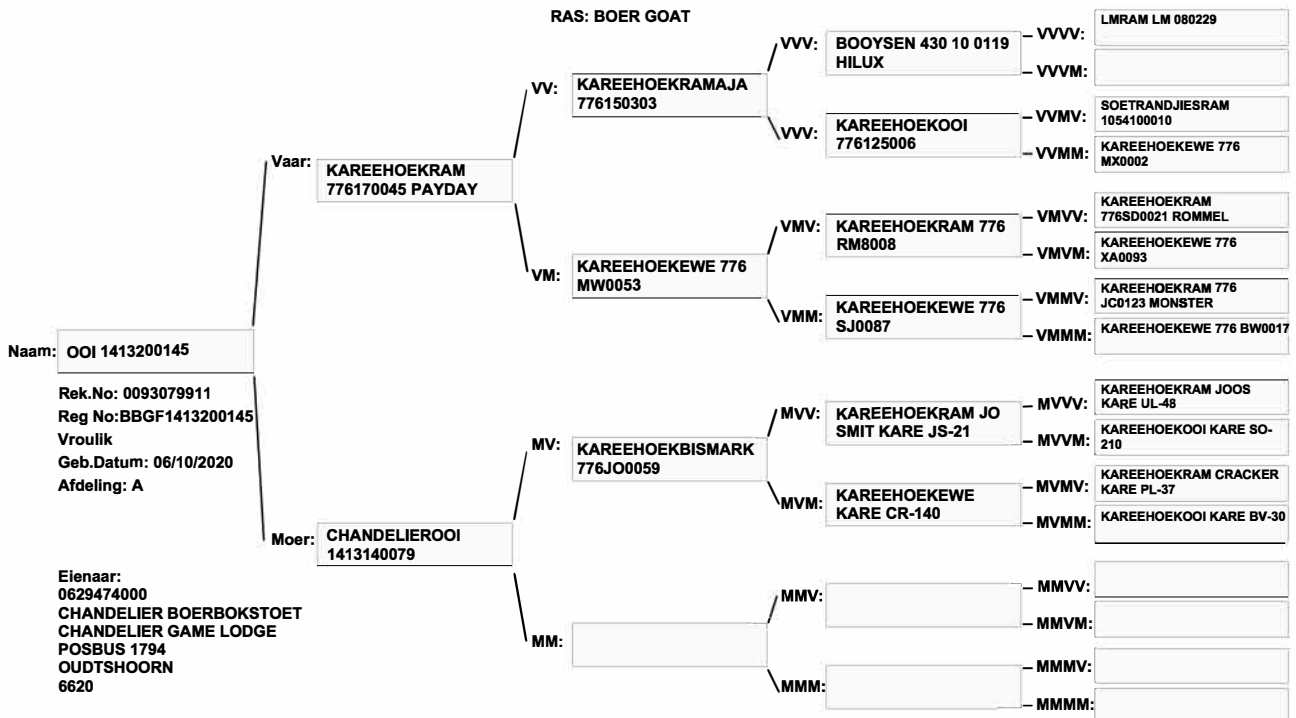 RAS: BOER GOAT
Naam: OOI 1413200145
Rek.No: 0093079911
Reg No:BBGF1413200145
Vroulik
Geb.Datum: 06/10/2020
Afdeling: A
Eienaar:
0629474000
CHANDELIER BOERBOKSTOET
CHANDELIER GAME LODGE
POSBUS 1794
OUDTSHOORN
6620
Vaar: KAREEHOEKRAM
776170045 PAYDAY
Moer: CHANDELIEROOI
1413140079
VV: KAREEHOEKRAMAJA
776150303
VM: KAREEHOEKEWE 776
MW0053
MV: KAREEHOEKBISMARK
776JO0059
MM:
VVV: BOOYSEN 430 10 0119
HILUX
VVV: KAREEHOEKOOI
776125006
VMV: KAREEHOEKRAM 776
RM8008
VMM: KAREEHOEKEWE 776
SJ0087
MVV: KAREEHOEKRAM JO
SMIT KARE JS-21
MVM: KAREEHOEKEWE
KARE CR-140
MMV:
MMM:
VVVV: LMRAM LM 080229
VVVM:
VVMV: SOETRANDJIESRAM
1054100010
VVMM: KAREEHOEKEWE 776
MX0002
VMVV: KAREEHOEKRAM
776SD0021 ROMMEL
VMVM: KAREEHOEKEWE 776
XA0093
VMMV: KAREEHOEKRAM 776
JC0123 MONSTER
VMMM: KAREEHOEKEWE 776 BW0017
MVVV: KAREEHOEKRAM JOOS
KARE UL-48
MVVM: KAREEHOEKOOI KARE SO-
210
MVMV: KAREEHOEKRAM CRACKER
KARE PL-37
MVMM: KAREEHOEKOOI KARE BV-30
MMVV:
MMVM:
MMMV:
MMMM: